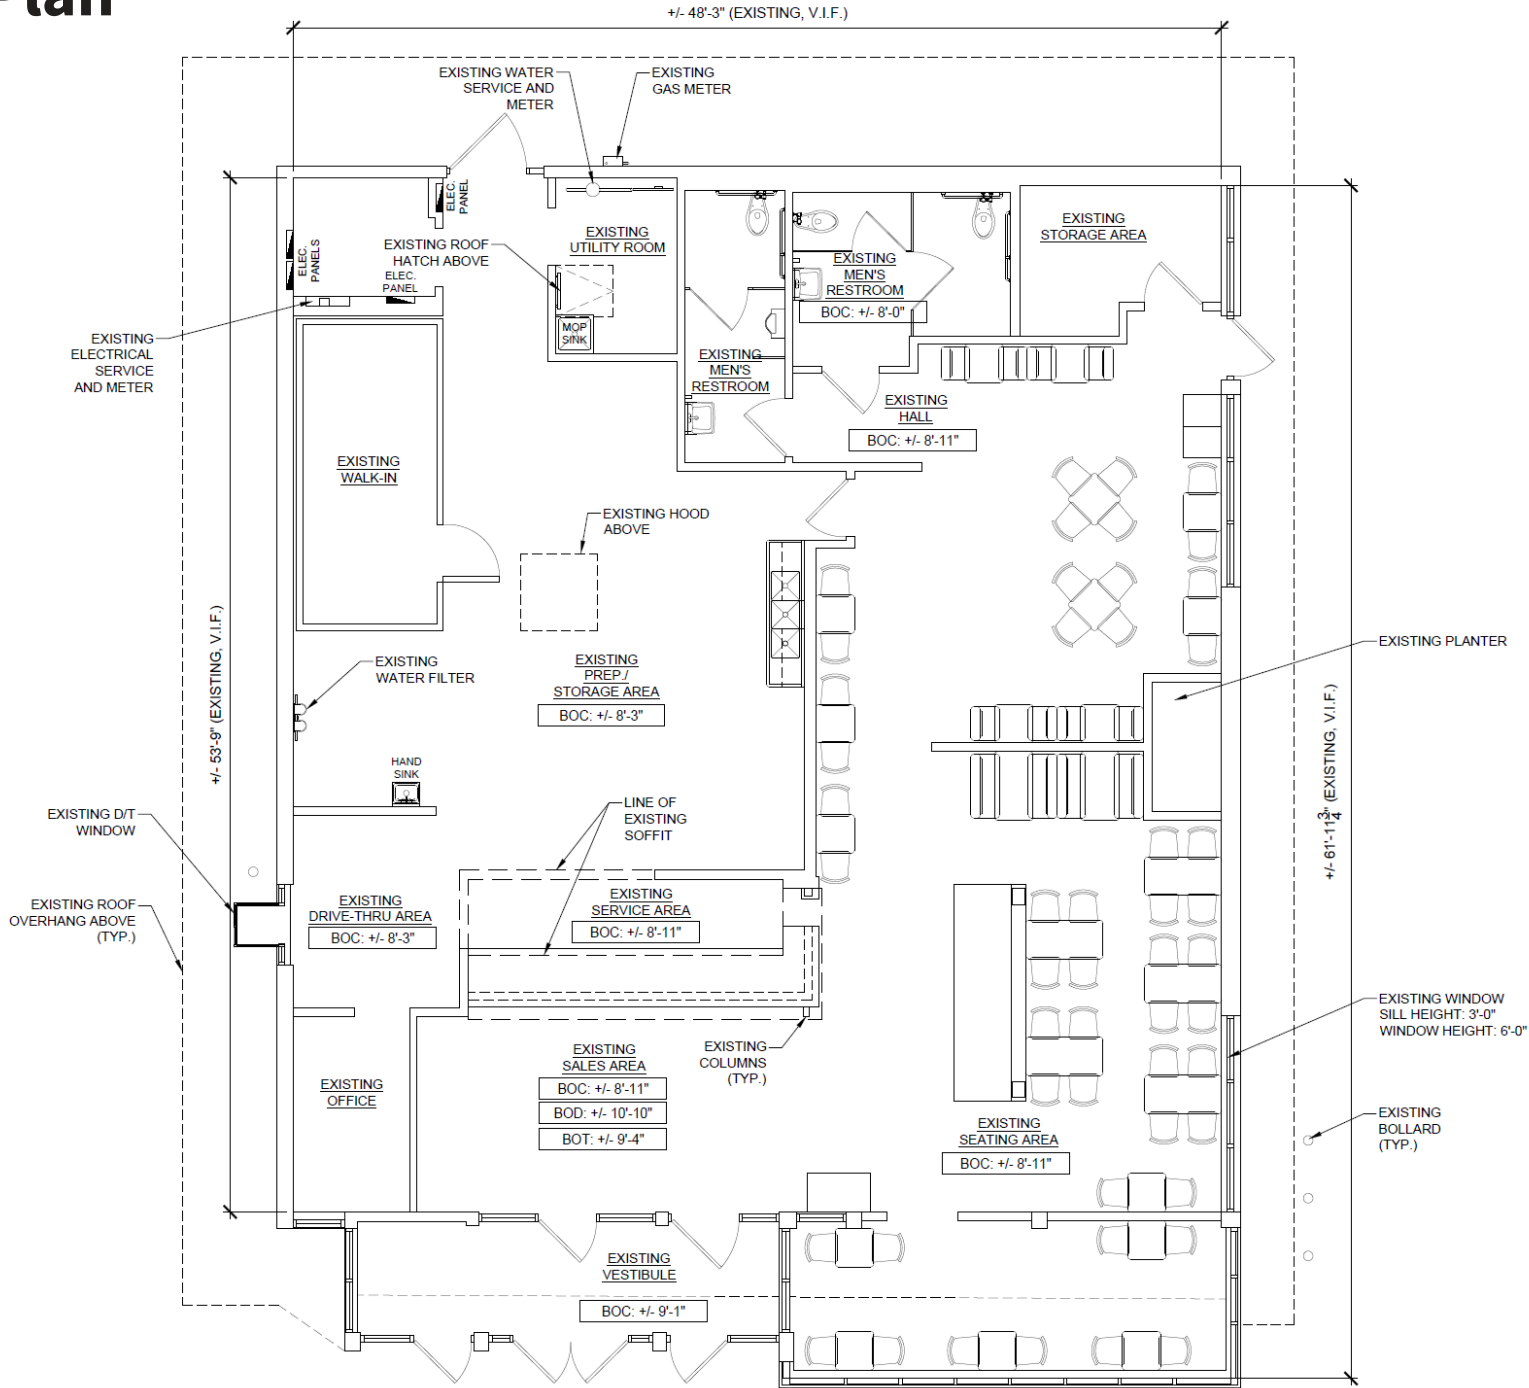 Plan
+/- 48'-3" (EXISTING, V.I.F.)
EXISTING WATER
SERVICE AND
METER
EXISTING
GAS METER
ELEC.
PANEL
EXISTING
UTILITY ROOM
EXISTING ROOF
HATCH ABOVE
ELEC.
PANELS
ELEC.
PANEL
EXISTING
STORAGE AREA
EXISTING
MEN'S
RESTROOM
BOC: +/- 8'-0"
MOP
SINK
EXISTING
ELECTRICAL
SERVICE
AND METER
EXISTING
MEN'S
RESTROOM
EXISTING
HALL
BOC: +/- 8'-11"
EXISTING
WALK-IN
EXISTING HOOD
ABOVE
+/- 53'-9" (EXISTING, V.I.F.)
EXISTING
WATER FILTER
EXISTING
PREP./
STORAGE AREA
BOC: +/- 8'-3"
EXISTING PLANTER
+/- 61'-11 3/4" (EXISTING, V.I.F.)
HAND
SINK
LINE OF
EXISTING
SOFFIT
EXISTING D/T
WINDOW
EXISTING ROOF
OVERHANG ABOVE
(TYP.)
EXISTING
DRIVE-THRU AREA
BOC: +/- 8'-3"
EXISTING
SERVICE AREA
BOC: +/- 8'-11"
EXISTING WINDOW
SILL HEIGHT: 3'-0"
WINDOW HEIGHT: 6'-0"
EXISTING
COLUMNS
(TYP.)
EXISTING
SALES AREA
BOC: +/- 8'-11"
BOD: +/- 10'-10"
BOT: +/- 9'-4"
EXISTING
OFFICE
EXISTING
SEATING AREA
BOC: +/- 8'-11"
EXISTING
BOLLARD
(TYP.)
EXISTING
VESTIBULE
BOC: +/- 9'-1"